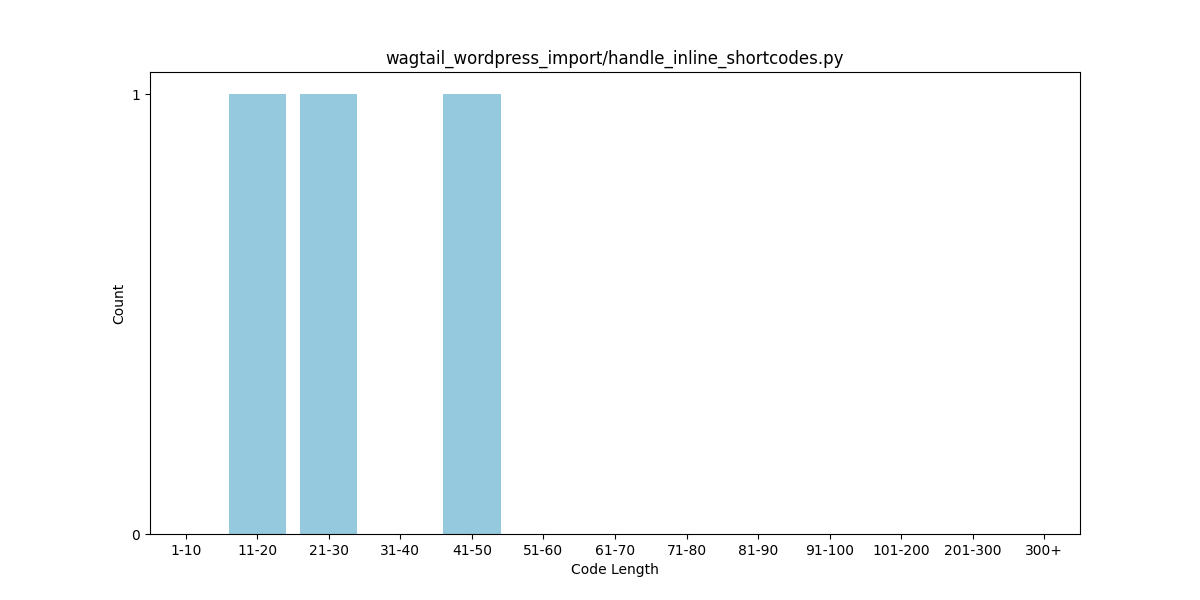 wagtail_wordpress_import/handle_inline_shortcodes.py
1
Count
0
1-10 11-20 21-30 31-40 41-50 51-60 61-70 71-80 81-90 91-100 101-200 201-300 300+
Code Length